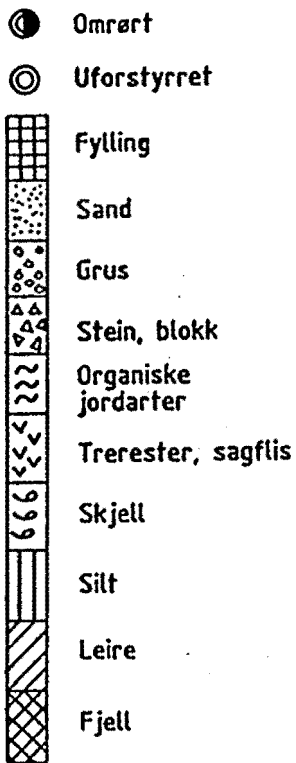 Omrørt
Uforstyrret
Fylling
Sand
Grus
Stein, blokk
Organiske
jordarter
Trerester, sagflis
Skjell
Silt
Leire
Fjell